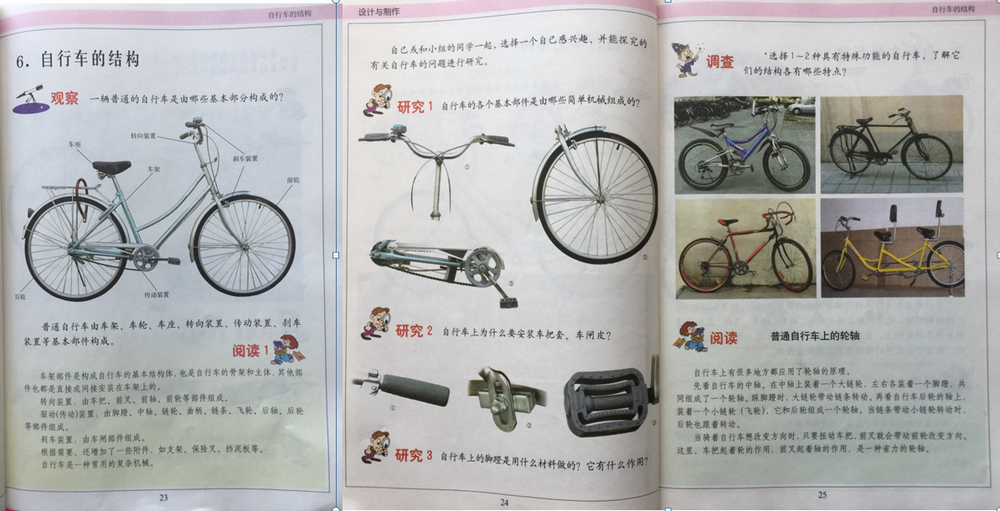 自行车的结构
6. 自行车的结构
观察 一辆普通的自行车是由哪些基本部分构成的?
转向装置
车座
刹车装置
车架
前轮
后轮
传动装置
普通自行车由车架、车轮、车座、转向装置、传动装置、刹车
装置等基本部件构成。
阅读 1
车架部件是构成自行车的基本结构体,也是自行车的骨架和主体,其他部
件也都是直接或间接安装在车架上的。
转向装置:由车把、前叉、前轴、前轮等部件组成。
驱动(传动)装置:由脚蹬、中轴、链轮、曲柄、链条、飞轮、后轴、后轮
等部件组成。
刹车装置:由车闸部件组成。
根据需要,还增加了一些附件,如支架、保险叉、挡泥板等。
自行车是一种常用的复杂机械。
23
设计与制作
自己或和小组的同学一起,选择一个自己感兴趣、并能探究的
有关自行车的问题进行研究。
研究 1 自行车的各个基本部件是由哪些简单机械组成的?
①
②
③
研究 2 自行车上为什么要安装车把套、车闸皮?
①
②
③
研究 3 自行车上的脚蹬是用什么材料做的?它有什么作用?
24
自行车的结构
调查 *选择1~2种具有特殊功能的自行车,了解它
们的结构各有哪些特点?
阅读 普通自行车上的轮轴
自行车上有很多地方都应用了轮轴的原理。
先看自行车的中轴。在中轴上装着一个大链轮,左右各装着一个脚蹬,共
同组成了一个轮轴。踩脚蹬时,大链轮带动链条转动。再看自行车后轮的轴上,
装着一个小链轮(飞轮),它和后轮组成一个轮轴。当链条带动小链轮转动时,
后轮也跟着转动。
当骑着自行车想改变方向时,只要扭动车把,前叉就会带动前轮改变方向。
这里,车把起着轮的作用,前叉起着轴的作用,是一种省力的轮轴。
25